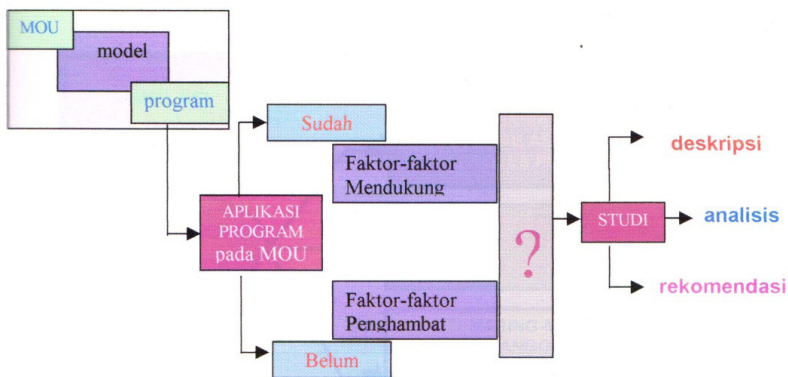 MOU
model
program
Sudah
Faktor-faktor
Mendukung
APLIKASI
PROGRAM
pada MOU
?
STUDI
deskripsi
analisis
rekomendasi
Faktor-faktor
Penghambat
Belum